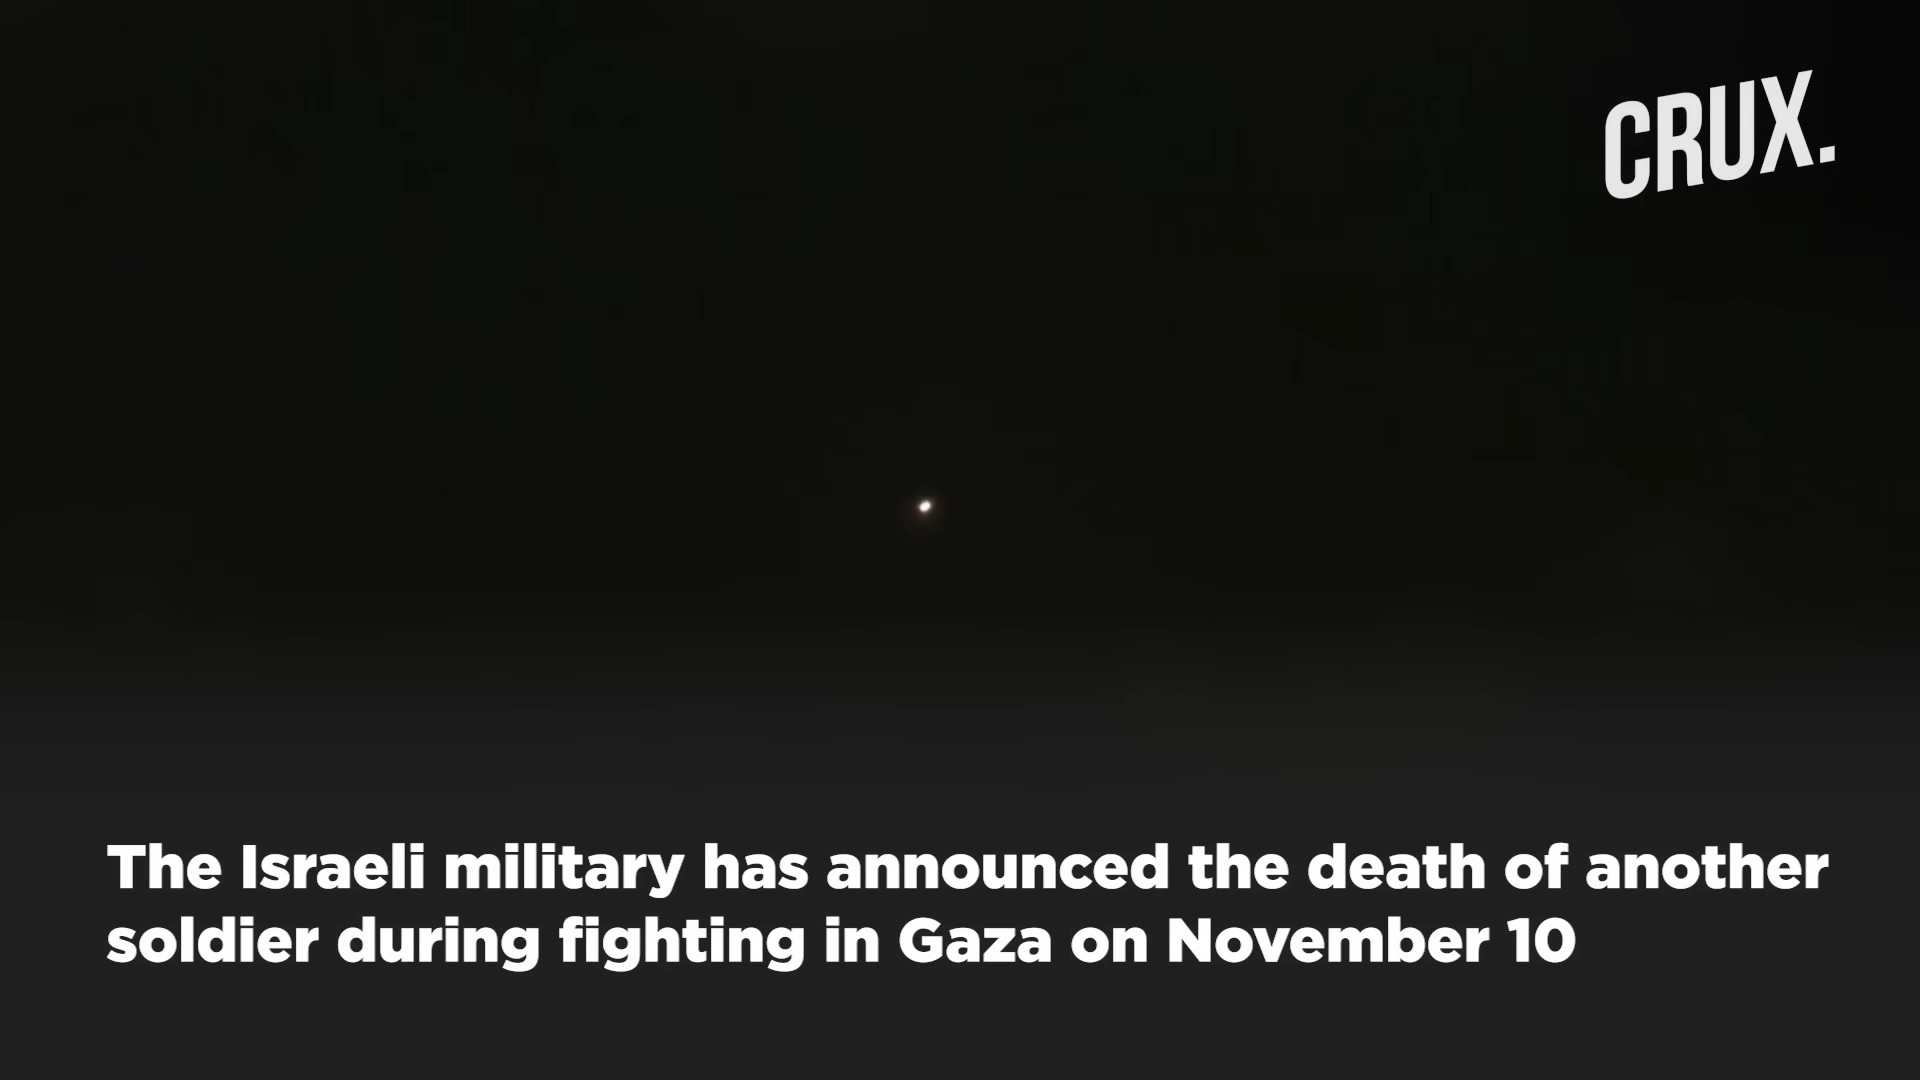 CRUX.
The Israeli military has announced the death of another
soldier during fighting in Gaza on November 10